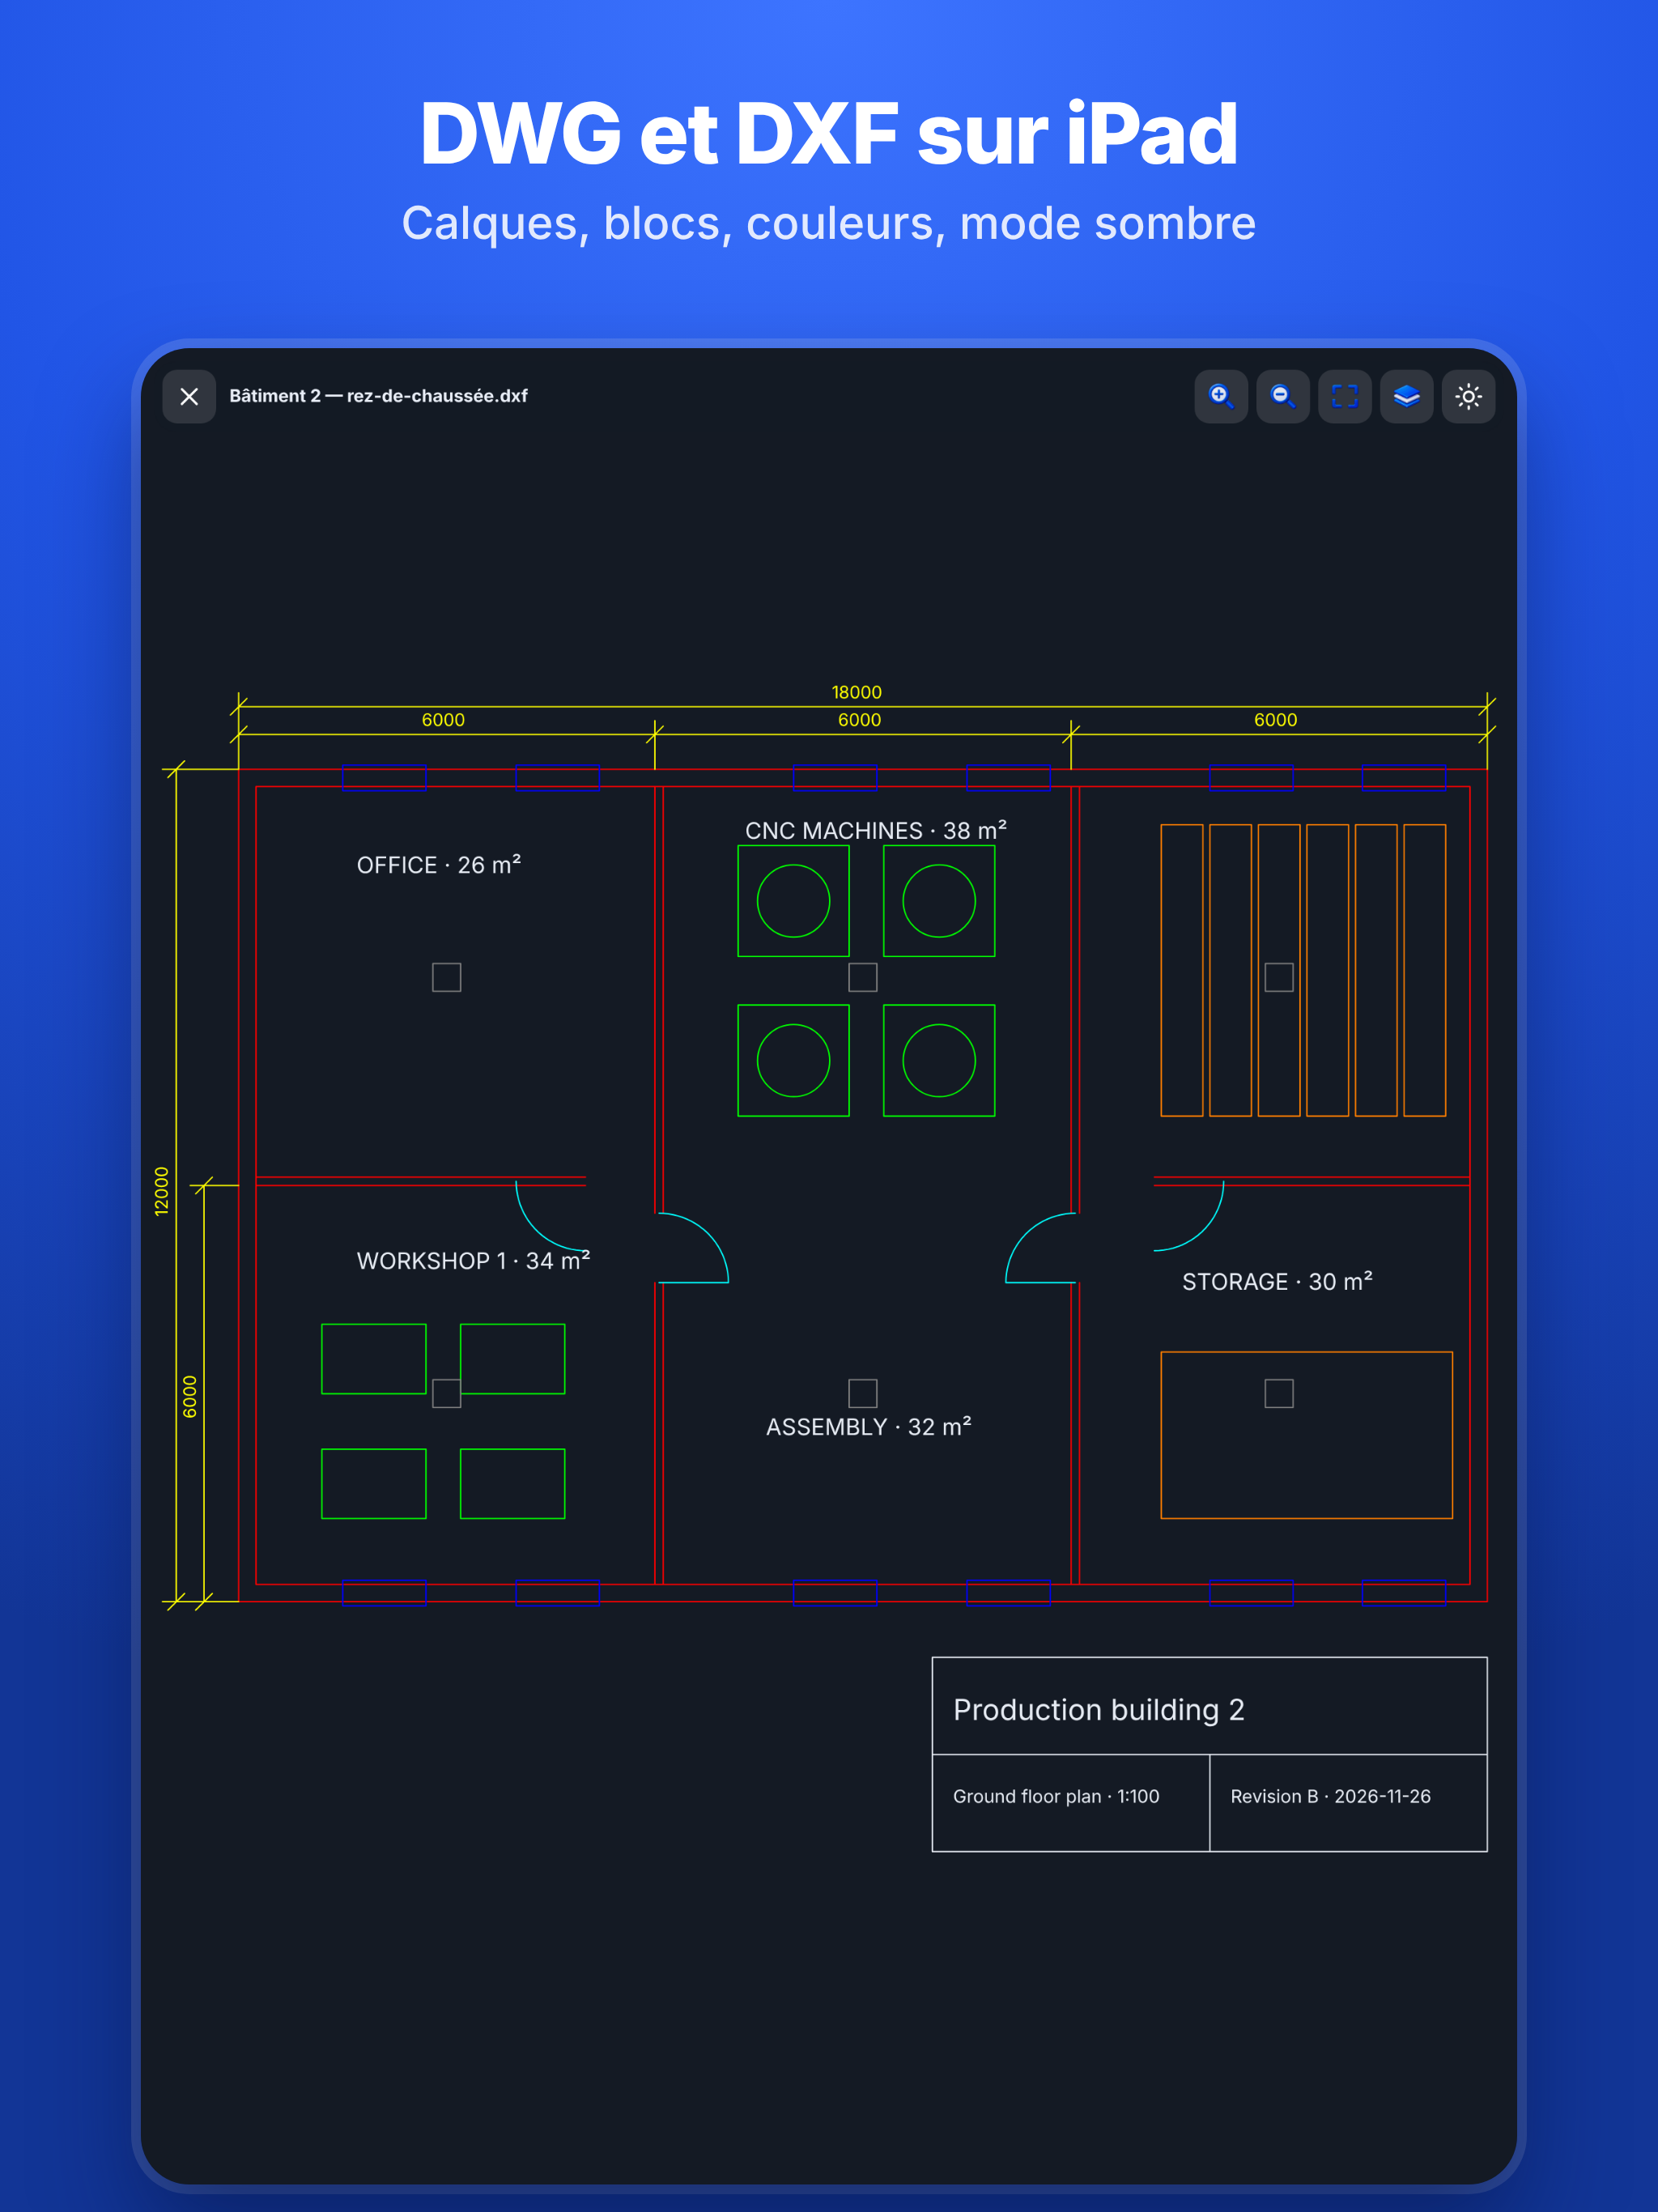 DWG et DXF sur iPad
Calques, blocs, couleurs, mode sombre
Bâtiment 2 — rez-de-chaussée.dxf
18000
6000
6000
6000
CNC MACHINES · 38 m²
OFFICE · 26 m²
12000
WORKSHOP 1 · 34 m²
STORAGE · 30 m²
6000
ASSEMBLY · 32 m²
Production building 2
Ground floor plan · 1:100
Revision B · 2026-11-26